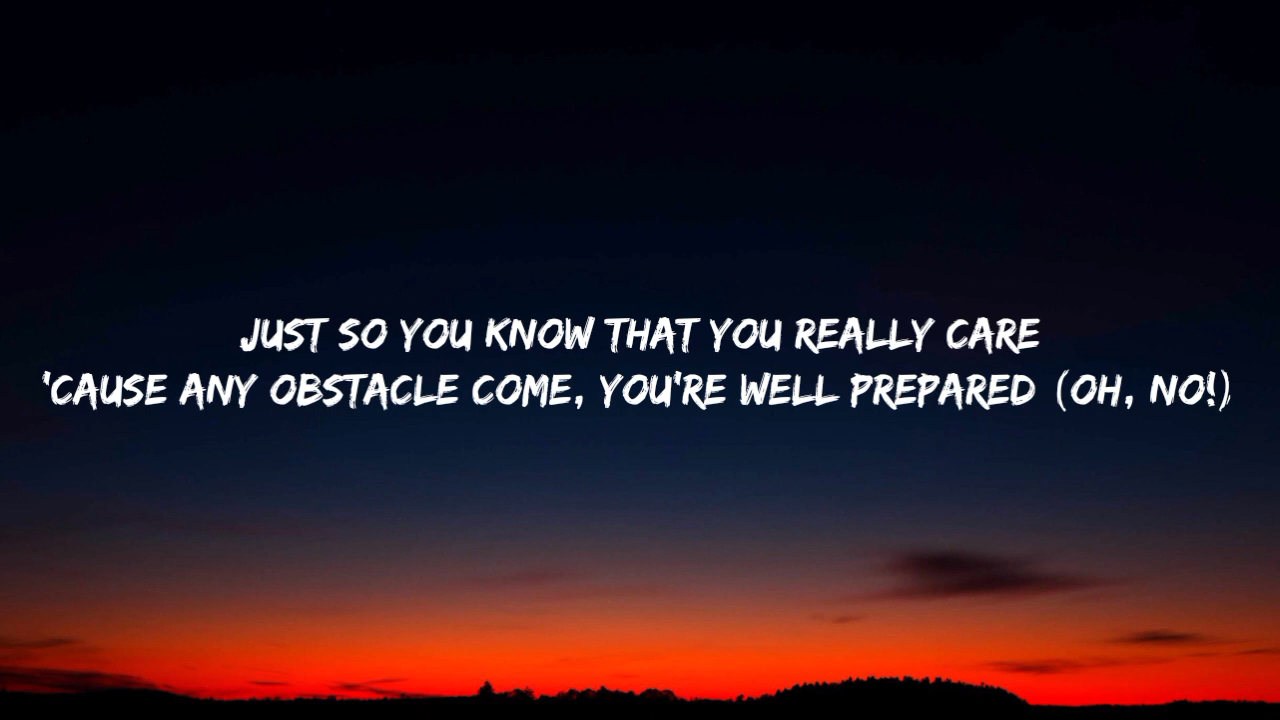 JUST SO YOU KNOW THAT YOU REALLY CARE
'CAUSE ANY OBSTACLE COME, YOU'RE WELL PREPARED (OH, NO!)